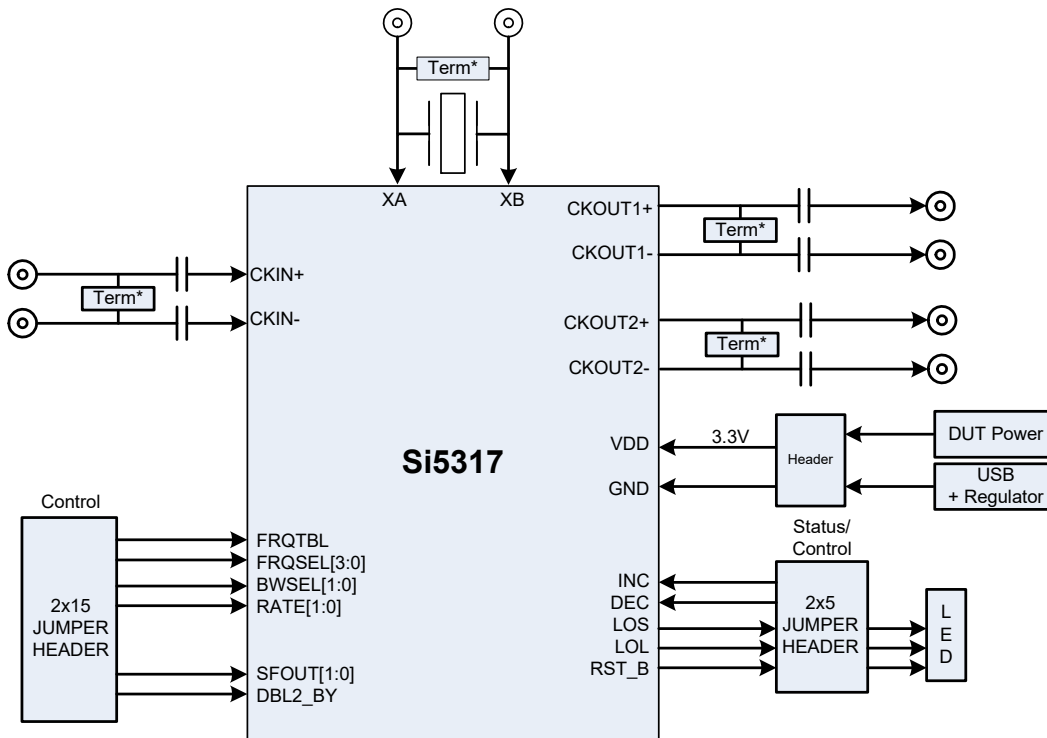 Term*
XA
XB
CKOUT1+
Term*
CKOUT1-
CKIN+
Term*
CKIN-
CKOUT2+
Term*
CKOUT2-
Si5317
VDD
3.3V
GND
Header
DUT Power
USB
+ Regulator
Control
2x15
JUMPER
HEADER
FRQTBL
FRQSEL[3:0]
BWSEL[1:0]
RATE[1:0]
SFOUT[1:0]
DBL2_BY
Status/
Control
INC
DEC
LOS
LOL
RST_B
2x5
JUMPER
HEADER
L
E
D